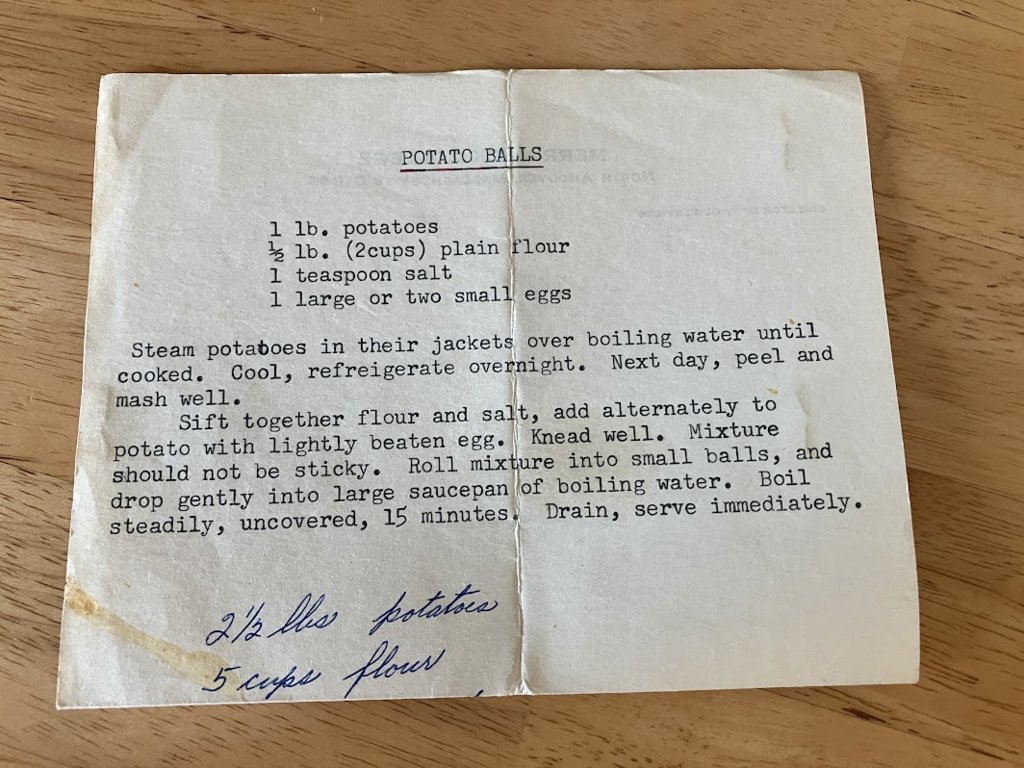 POTATO BALLS
1 lb. potatoes
½ lb. (2cups) plain flour
1 teaspoon salt
1 large or two small eggs
Steam potatoes in their jackets over boiling water until
cooked. Cool, refreigerate overnight. Next day, peel and
mash well.
Sift together flour and salt, add alternately to
potato with lightly beaten egg. Knead well. Mixture
should not be sticky. Roll mixture into small balls, and
drop gently into large saucepan of boiling water. Boil
steadily, uncovered, 15 minutes. Drain, serve immediately.
2½ lbs potatoes
5 cups flour